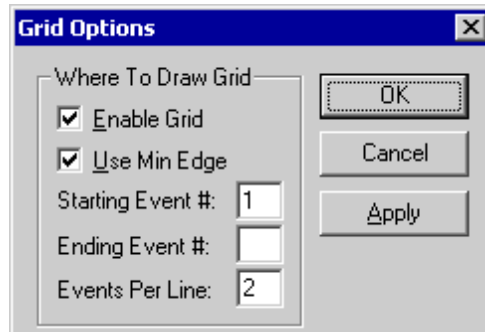 Grid Options
Where To Draw Grid
Enable Grid
Use Min Edge
Starting Event #: 1
Ending Event #:
Events Per Line: 2
OK
Cancel
Apply